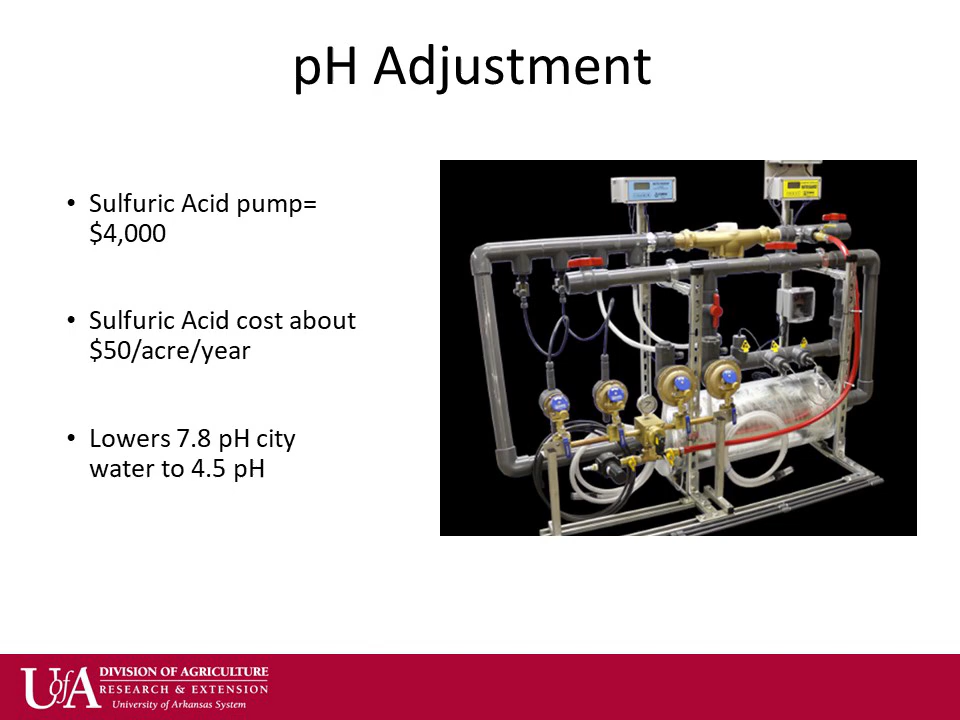 pH Adjustment
• Sulfuric Acid pump=
$4,000
• Sulfuric Acid cost about
$50/acre/year
• Lowers 7.8 pH city
water to 4.5 pH
UofA DIVISION OF AGRICULTURE
RESEARCH & EXTENSION
University of Arkansas System